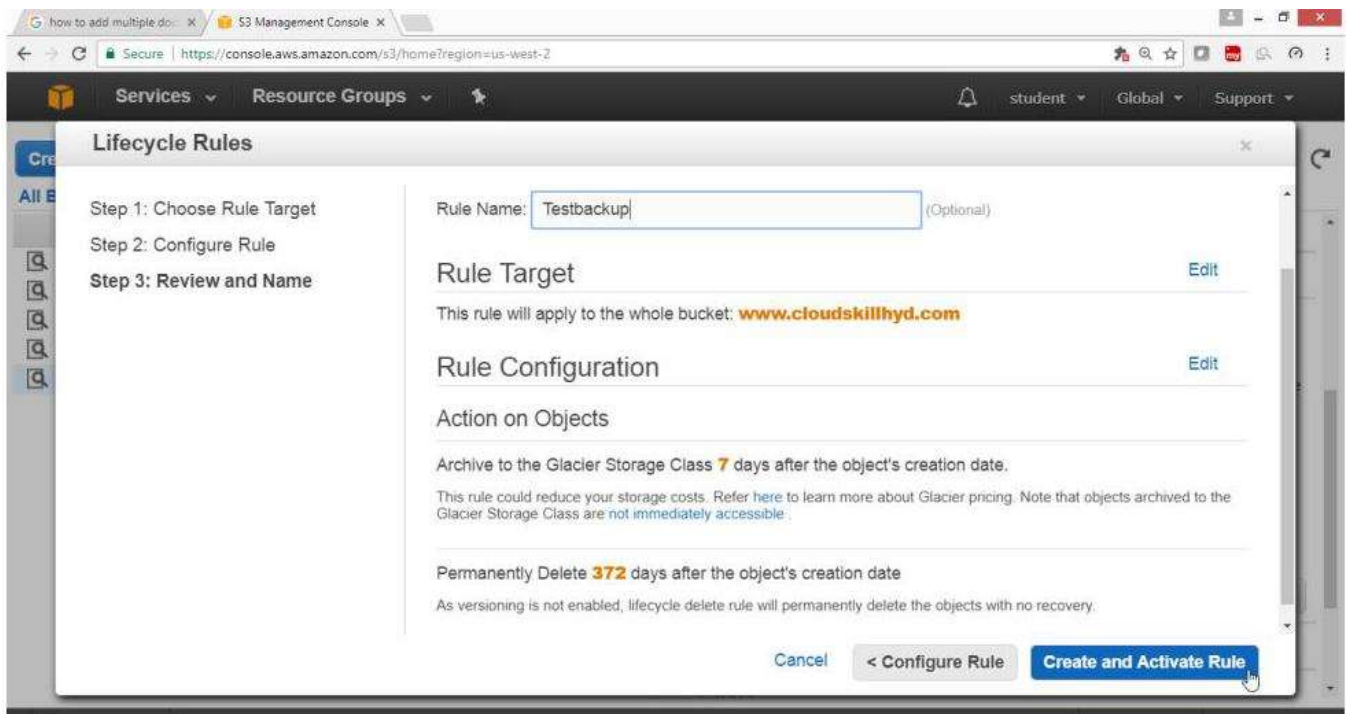 how to add multiple do
S3 Management Console
Secure | https://console.aws.amazon.com/s3/home?region=us-west-2
Services Resource Groups student Global Support
Lifecycle Rules
Cre
All B
Step 1: Choose Rule Target
Step 2: Configure Rule
Step 3: Review and Name
Rule Name: Testbackup (Optional)
Rule Target Edit
This rule will apply to the whole bucket: www.cloudskillhyd.com
Rule Configuration Edit
Action on Objects
Archive to the Glacier Storage Class 7 days after the object's creation date.
This rule could reduce your storage costs. Refer here to learn more about Glacier pricing. Note that objects archived to the
Glacier Storage Class are not immediately accessible .
Permanently Delete 372 days after the object's creation date
As versioning is not enabled, lifecycle delete rule will permanently delete the objects with no recovery.
Cancel < Configure Rule Create and Activate Rule